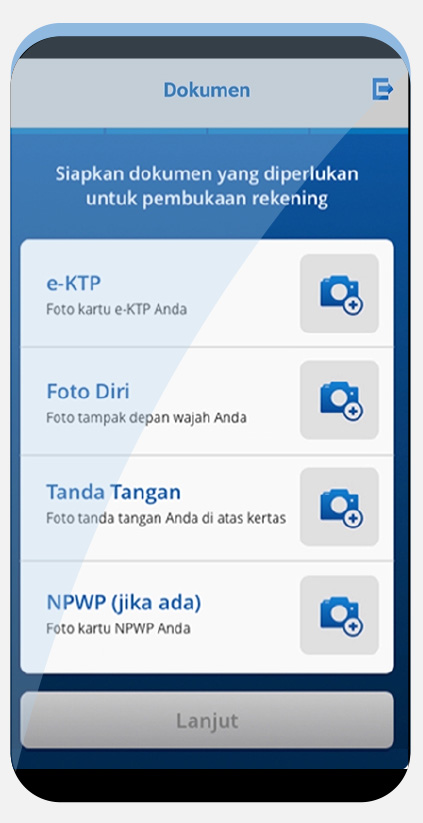 Dokumen
Siapkan dokumen yang diperlukan
untuk pembukaan rekening
e-KTP
Foto kartu e-KTP Anda
Foto Diri
Foto tampak depan wajah Anda
Tanda Tangan
Foto tanda tangan Anda di atas kertas
NPWP (jika ada)
Foto kartu NPWP Anda
Lanjut